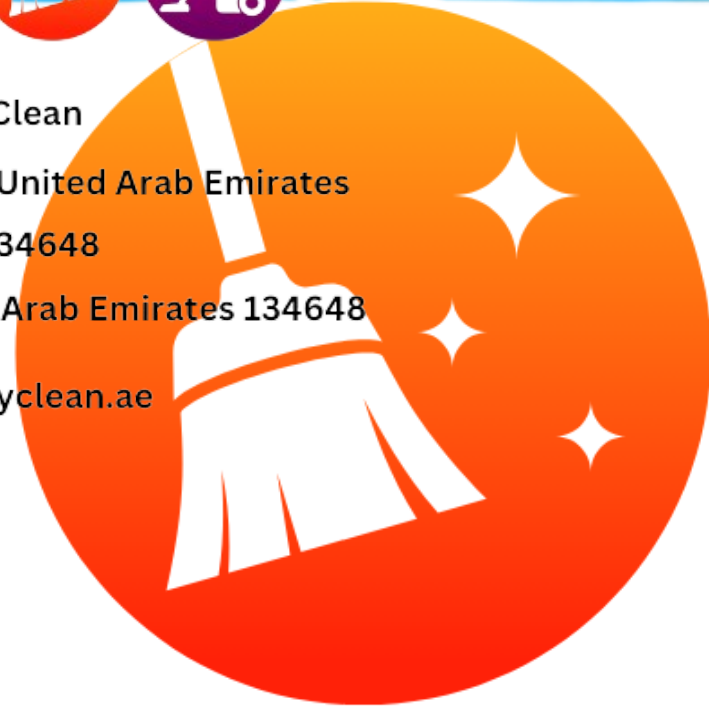 Clean
United Arab Emirates
34648
Arab Emirates 134648
yclean.ae